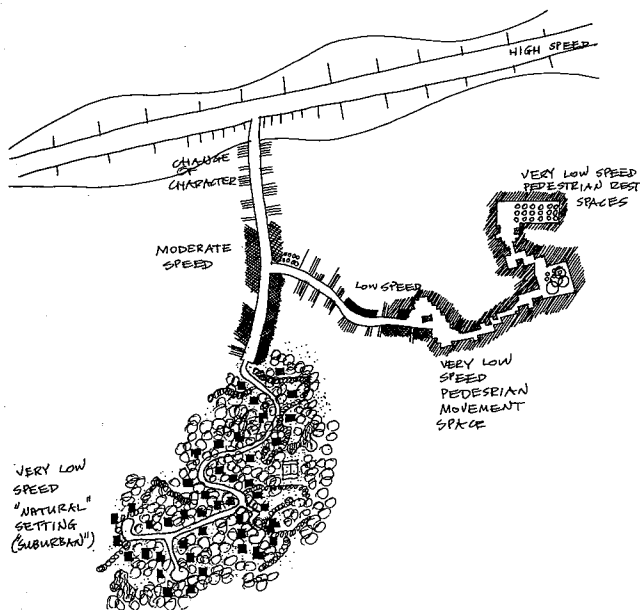 HIGH SPEED
CHANGE
OF
CHARACTER
VERY LOW SPEED
PEDESTRIAN REST
SPACES
MODERATE
SPEED
LOW SPEED
VERY LOW
SPEED
PEDESRIAN
MOVEMENT
SPACE
VERY LOW
SPEED
"NATURAL"
SETTING
("SUBURBAN")